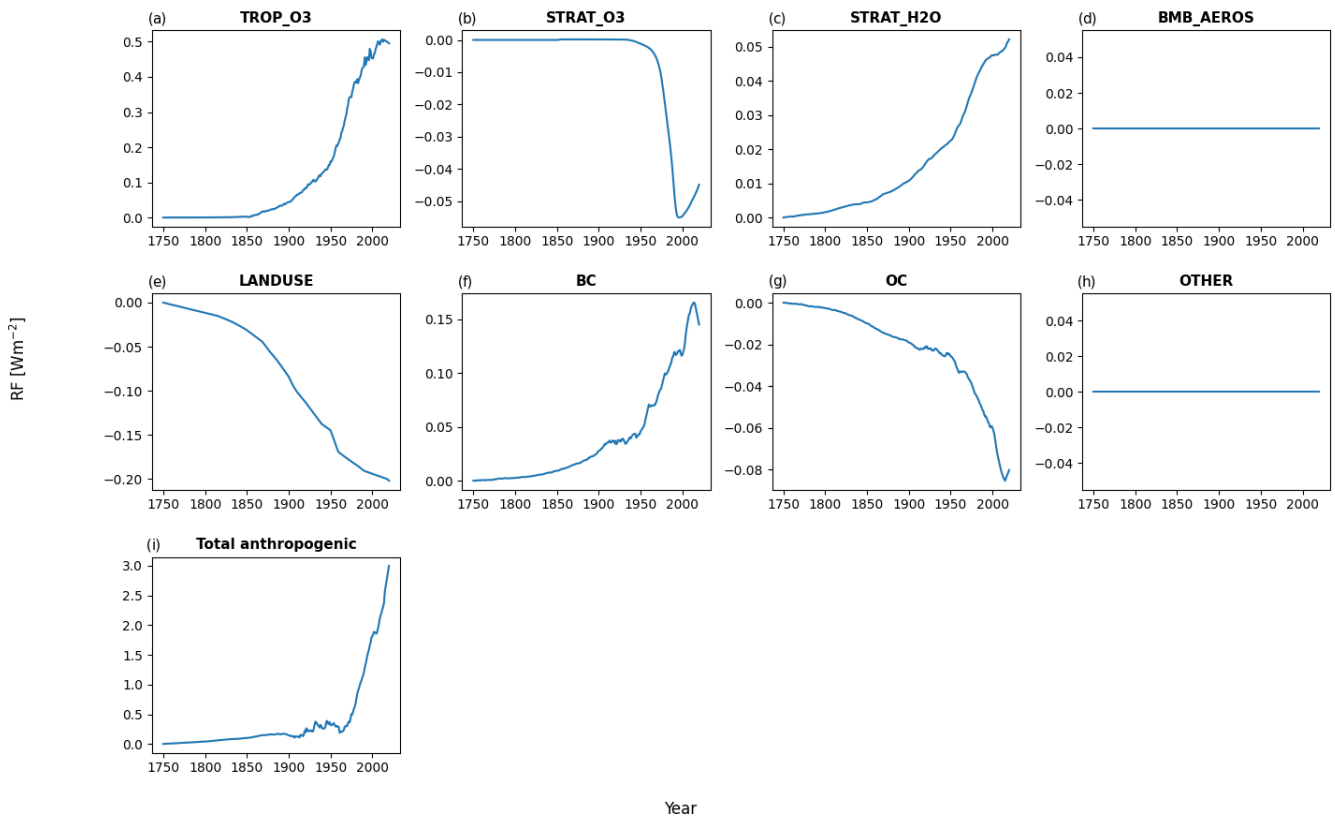 (a) TROP_O3
0.5
0.4
0.3
0.2
0.1
0.0
1750 1800 1850 1900 1950 2000
(b) STRAT_O3
0.00
−0.01
−0.02
−0.03
−0.04
−0.05
1750 1800 1850 1900 1950 2000
(c) STRAT_H2O
0.05
0.04
0.03
0.02
0.01
0.00
1750 1800 1850 1900 1950 2000
(d) BMB_AEROS
0.04
0.02
0.00
−0.02
−0.04
1750 1800 1850 1900 1950 2000
RF [Wm⁻²]
(e) LANDUSE
0.00
−0.05
−0.10
−0.15
−0.20
1750 1800 1850 1900 1950 2000
(f) BC
0.15
0.10
0.05
0.00
1750 1800 1850 1900 1950 2000
(g) OC
0.00
−0.02
−0.04
−0.06
−0.08
1750 1800 1850 1900 1950 2000
(h) OTHER
0.04
0.02
0.00
−0.02
−0.04
1750 1800 1850 1900 1950 2000
(i) Total anthropogenic
3.0
2.5
2.0
1.5
1.0
0.5
0.0
1750 1800 1850 1900 1950 2000
Year